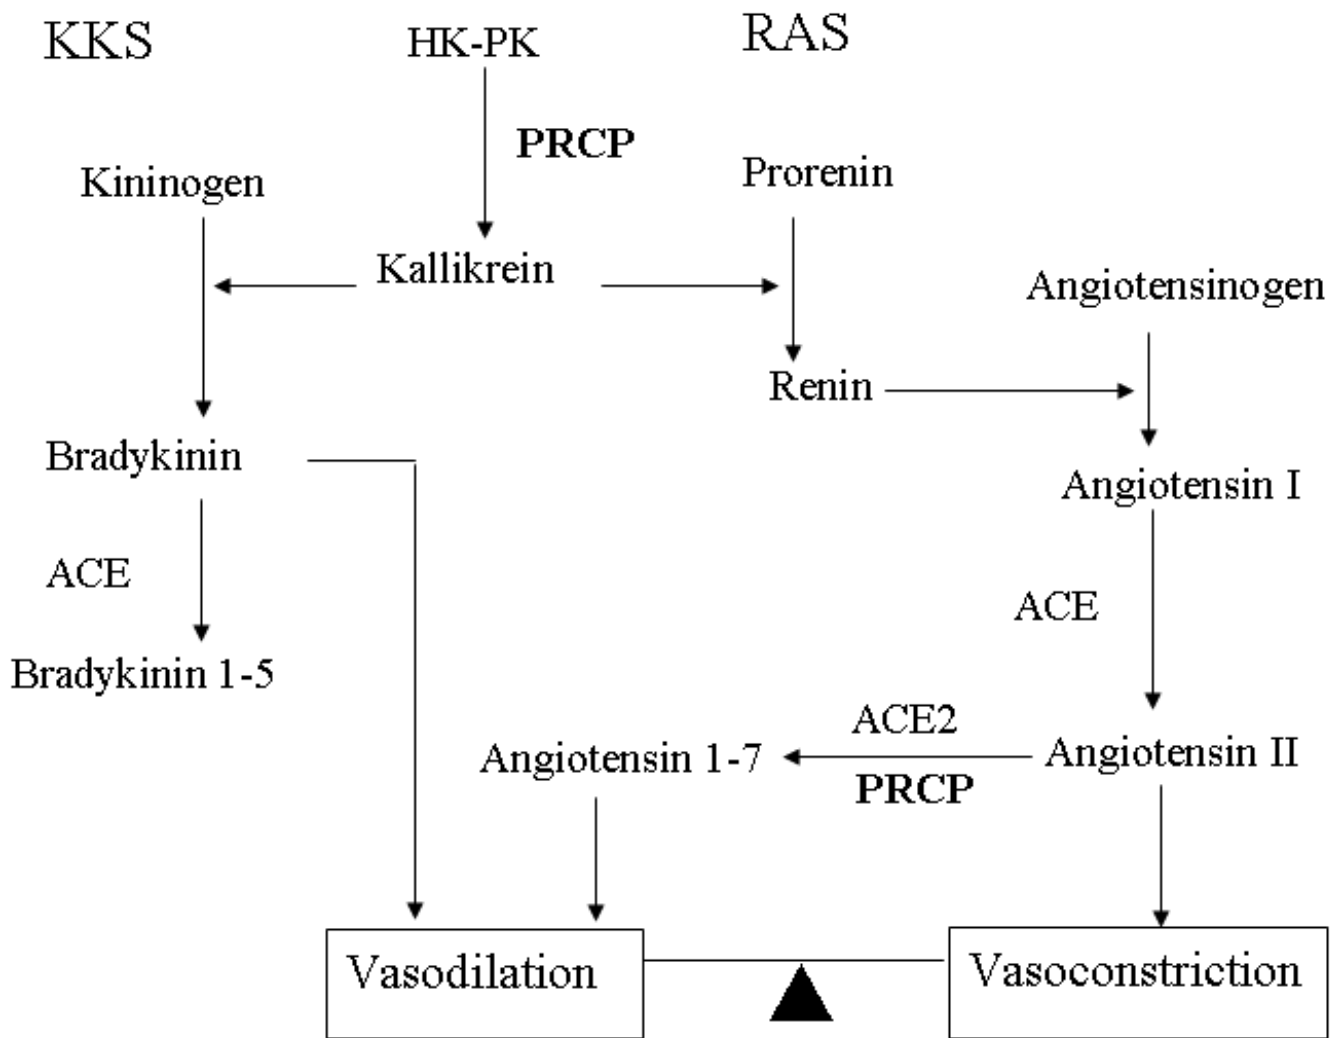 KKS
HK-PK
RAS
PRCP
Kininogen
Prorenin
Kallikrein
Angiotensinogen
Renin
Bradykinin
Angiotensin I
ACE
ACE
Bradykinin 1-5
ACE2
Angiotensin 1-7
Angiotensin II
PRCP
Vasodilation
Vasoconstriction